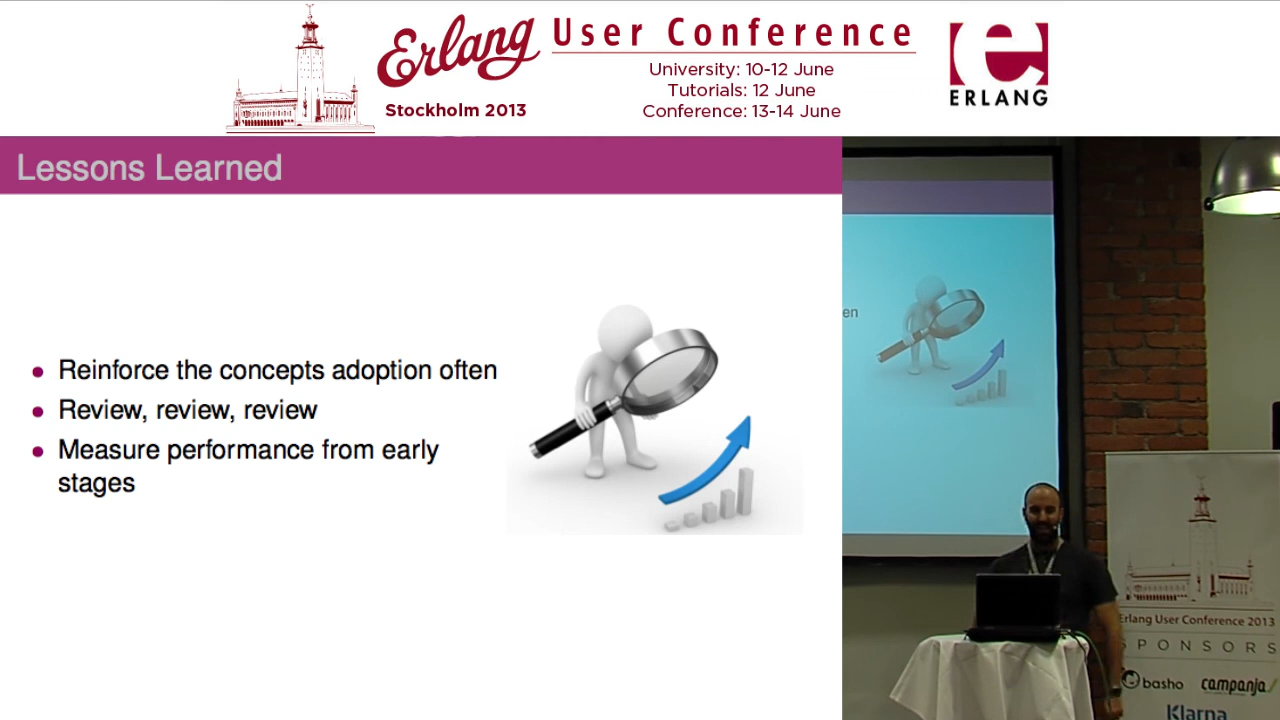 Erlang User Conference
Stockholm 2013
University: 10-12 June
Tutorials: 12 June
Conference: 13-14 June
ERLANG
Lessons Learned
Reinforce the concepts adoption often
Review, review, review
Measure performance from early
stages
en
Erlang User Conference 2013
SPONSORS
basho campanja
Klarna